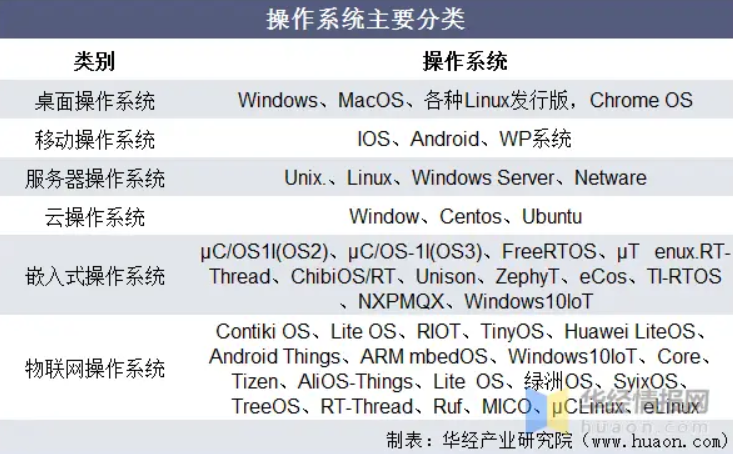 操作系统主要分类
类别 操作系统
桌面操作系统 Windows、MacOS、各种Linux发行版，Chrome OS
移动操作系统 IOS、Android、WP系统
服务器操作系统 Unix.、Linux、Windows Server、Netware
云操作系统 Window、Centos、Ubuntu
μC/OS1l(OS2)、μC/OS-1l(OS3)、FreeRTOS、μT enux.RT-
嵌入式操作系统 Thread、ChibiOS/RT、Unison、ZephyT、eCos、Tl-RTOS
、NXPMQX、Windows10loT
Contiki OS、Lite OS、RIOT、TinyOS、Huawei LiteOS、
Android Things、ARM mbedOS、Windows10loT、Core、
物联网操作系统 Tizen、AliOS-Things、Lite OS、绿洲OS、SyixOS、
TreeOS、RT-Thread、Ruf、MICO、μCLinux、eLinux
华经情报网
huaon.com
制表：华经产业研究院（www.huaon.com）